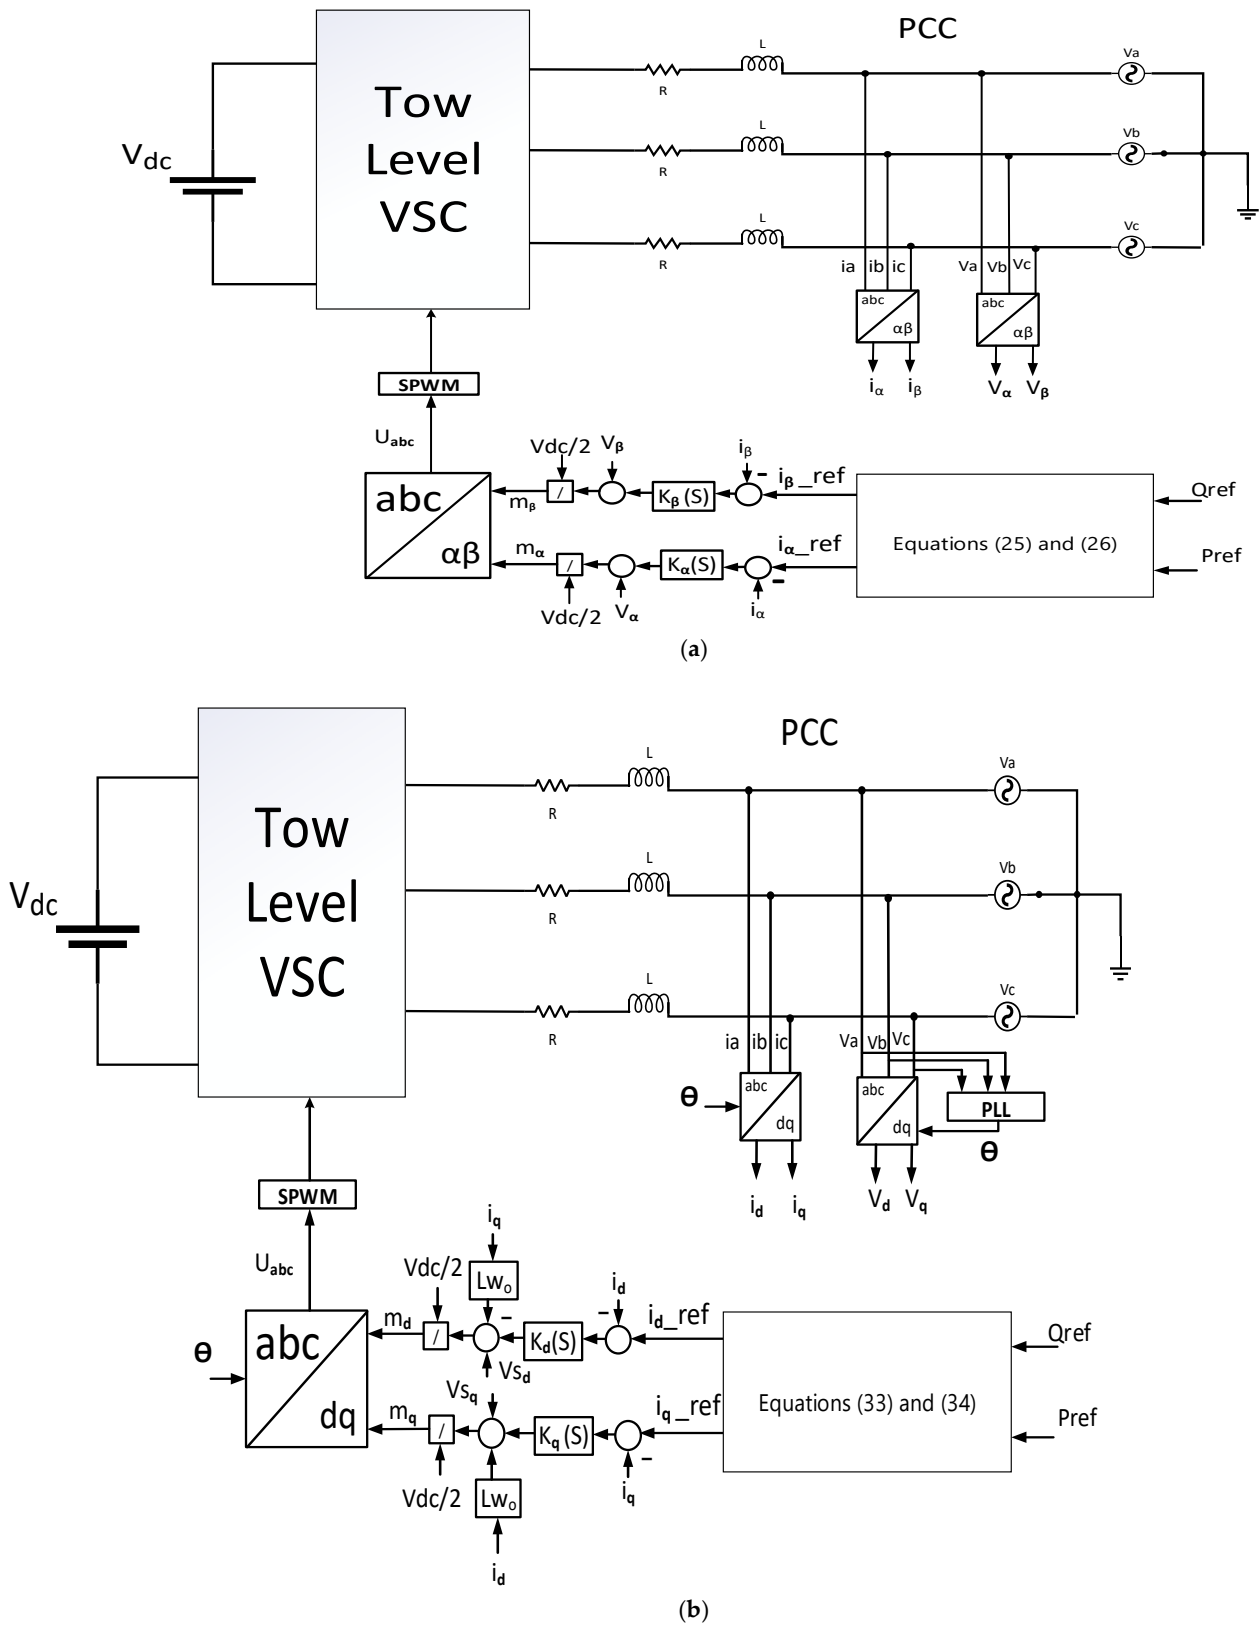 PCC
L
Va
R
Tow
Level
VSC
Vdc
L
Vb
R
L
Vc
R
ia ib ic Va Vb Vc
abc
αβ
abc
αβ
iα iβ Vα Vβ
SPWM
Uabc
Vdc/2 Vβ iβ
-
iβ_ref
Kβ (S)
/
mβ
abc
αβ
Qref
Equations (25) and (26)
Pref
iα_ref
mα
Kα(S)
/
-
Vdc/2 Vα iα
(a)
PCC
L
Va
R
Tow
Level
VSC
Vdc
L
Vb
R
L
Vc
R
ia ib ic Va Vb Vc
θ
abc
dq
abc
dq
PLL
θ
id iq Vd Vq
SPWM
Uabc
iq
Vdc/2
Lwo
id
-
-
id_ref
md
/
Kd(S)
Vsd
θ
abc
dq
Qref
Equations (33) and (34)
Pref
Vsq
iq_ref
mq
/
Kq (S)
-
Vdc/2
Lwo
iq
id
(b)